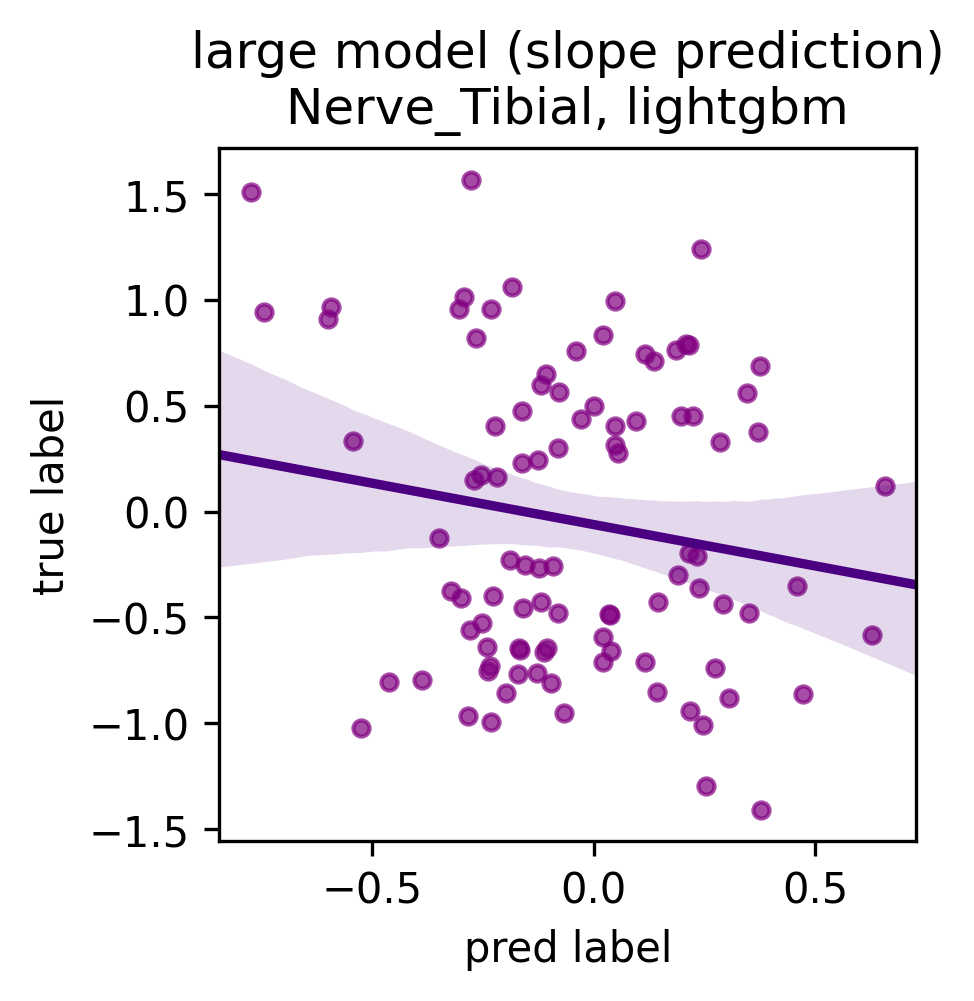 large model (slope prediction)
Nerve_Tibial, lightgbm
1.5
1.0
0.5
0.0
−0.5
−1.0
−1.5
true label
−0.5
0.0
0.5
pred label